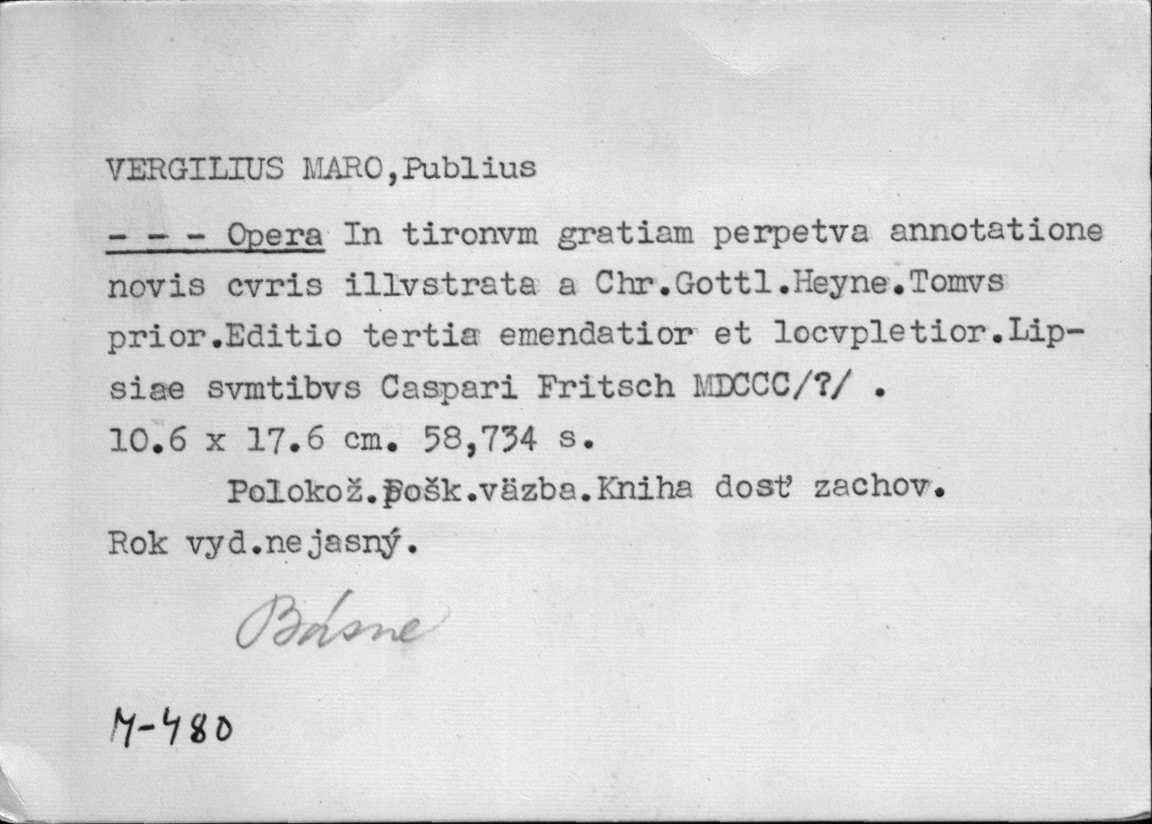 VERGILIUS MARO,Publius
- - - Opera In tironvm gratiam perpetva annotatione
novis cvris illvstrata a Chr.Gottl.Heyne.Tomvs
prior.Editio tertia emendatior et locvpletior.Lip-
siae svmtibvs Caspari Fritsch MDCCC/?/ .
10.6 x 17.6 cm. 58,734 s.
Polokož.pošk.väzba.Kniha dosť zachov.
Rok vyd.nejasný.
Básne
M-480